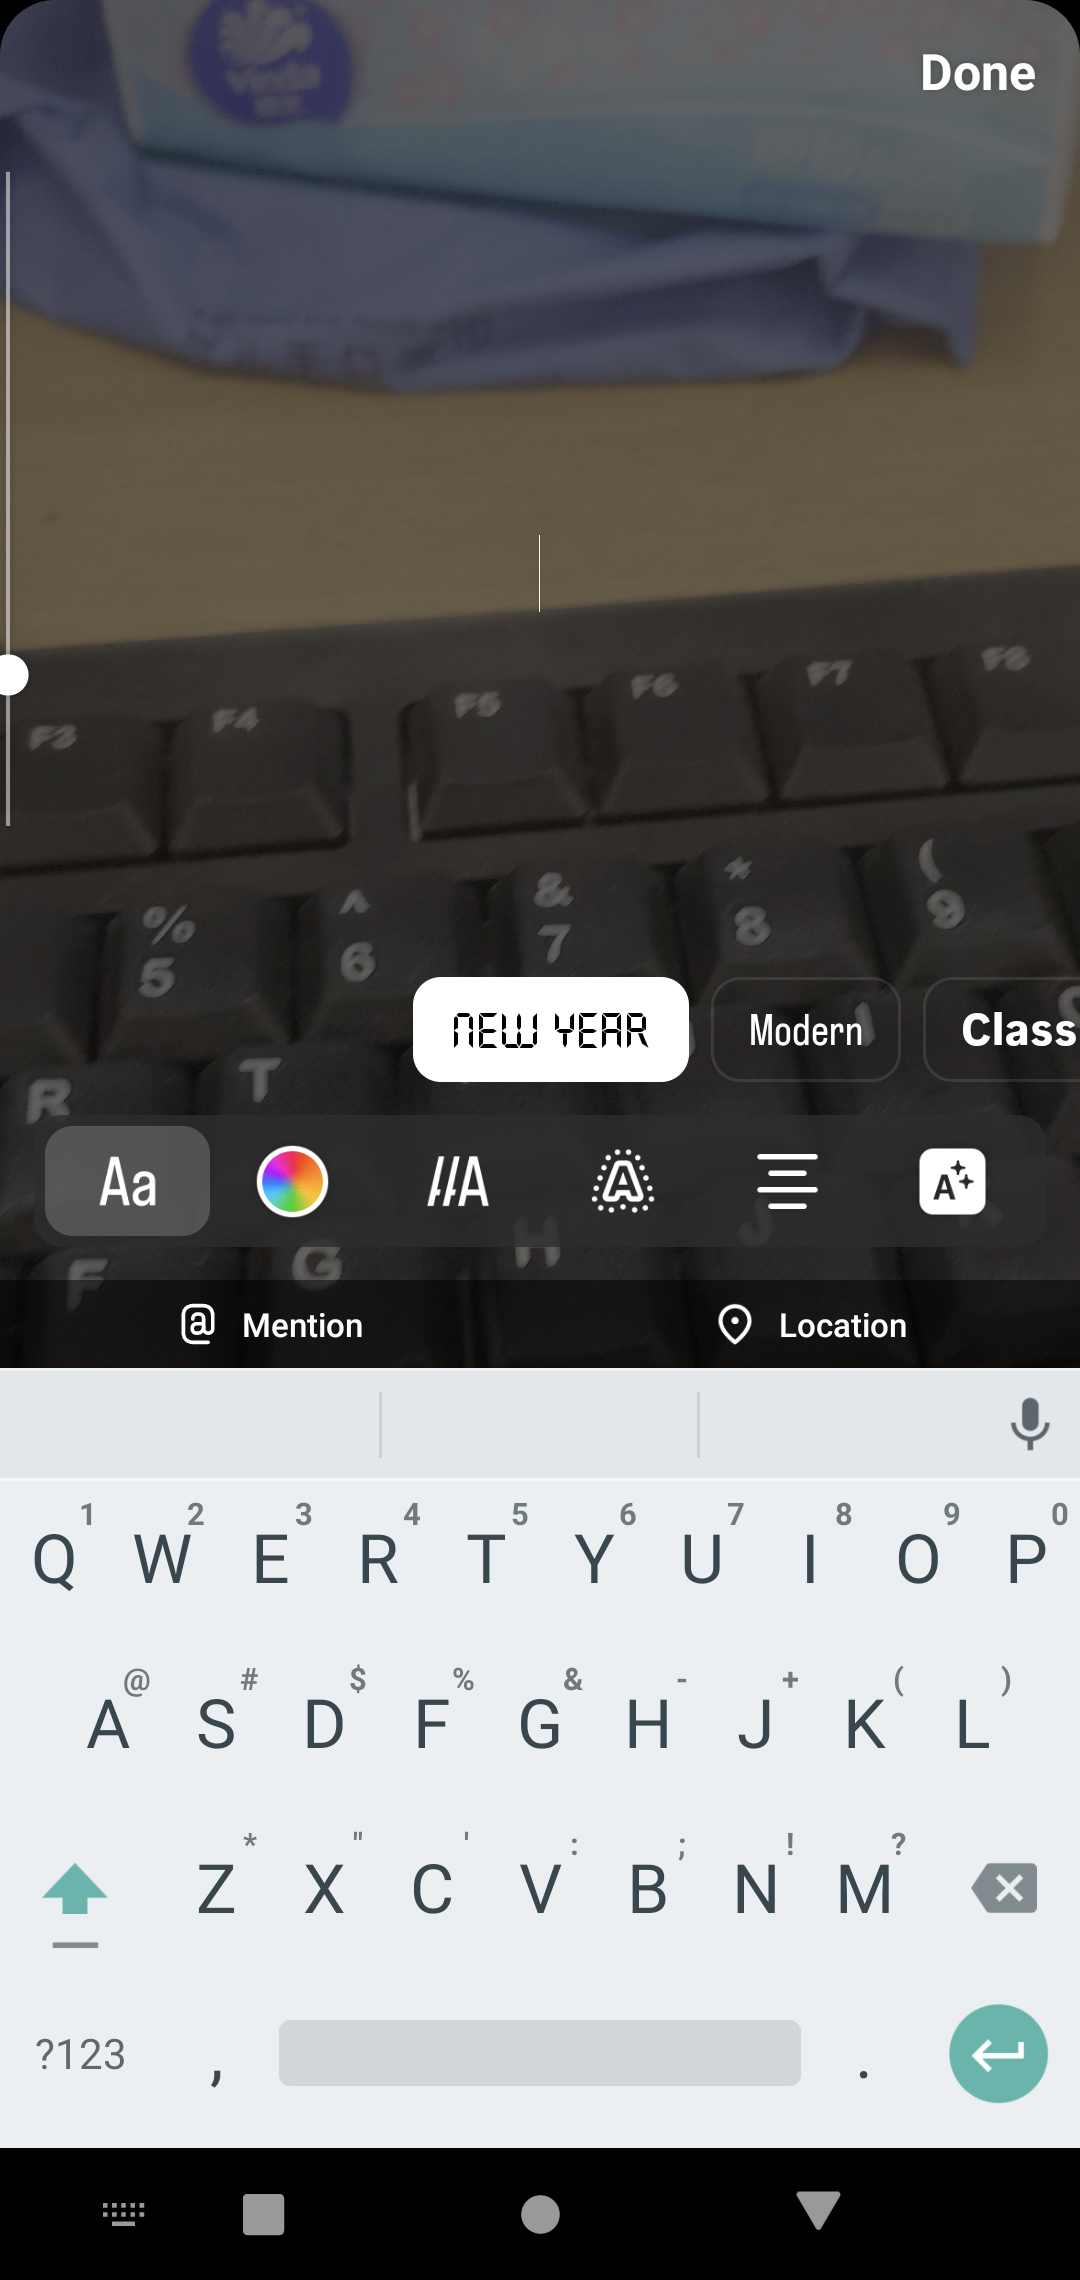 Vinda
Done
F3 F4 F5 F6 F7 F8
% ^ & * (
5 6 7 8 9
NEW YEAR Modern Class
R T
Aa A A A
F G H J
@ Mention Location
1 2 3 4 5 6 7 8 9 0
Q W E R T Y U I O P
@ # $ % & - + ( )
A S D F G H J K L
* " ' : ; ! ?
Z X C V B N M
?123 , .